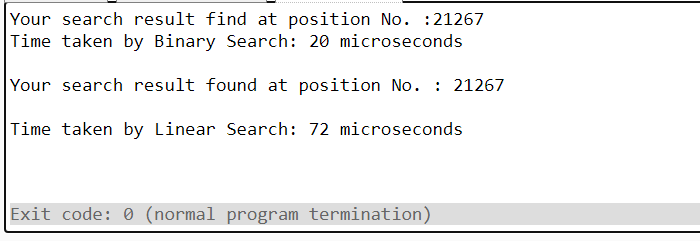 Your search result find at position No. :21267
Time taken by Binary Search: 20 microseconds
Your search result found at position No. : 21267
Time taken by Linear Search: 72 microseconds
Exit code: 0 (normal program termination)